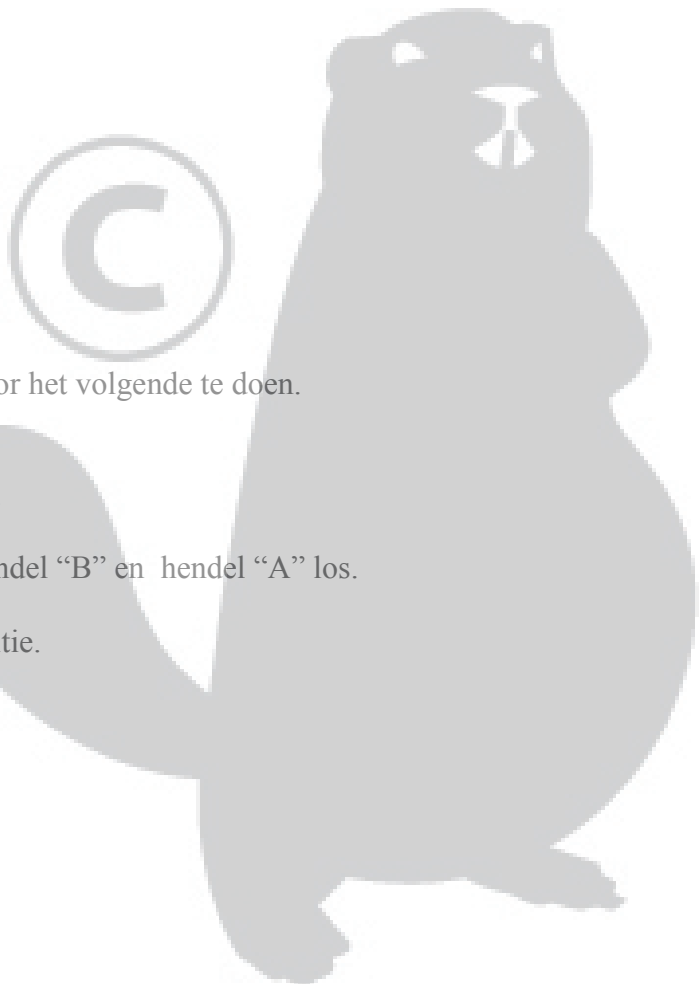 ©
or het volgende te doen.
ndel “B” en  hendel “A” los.
tie.